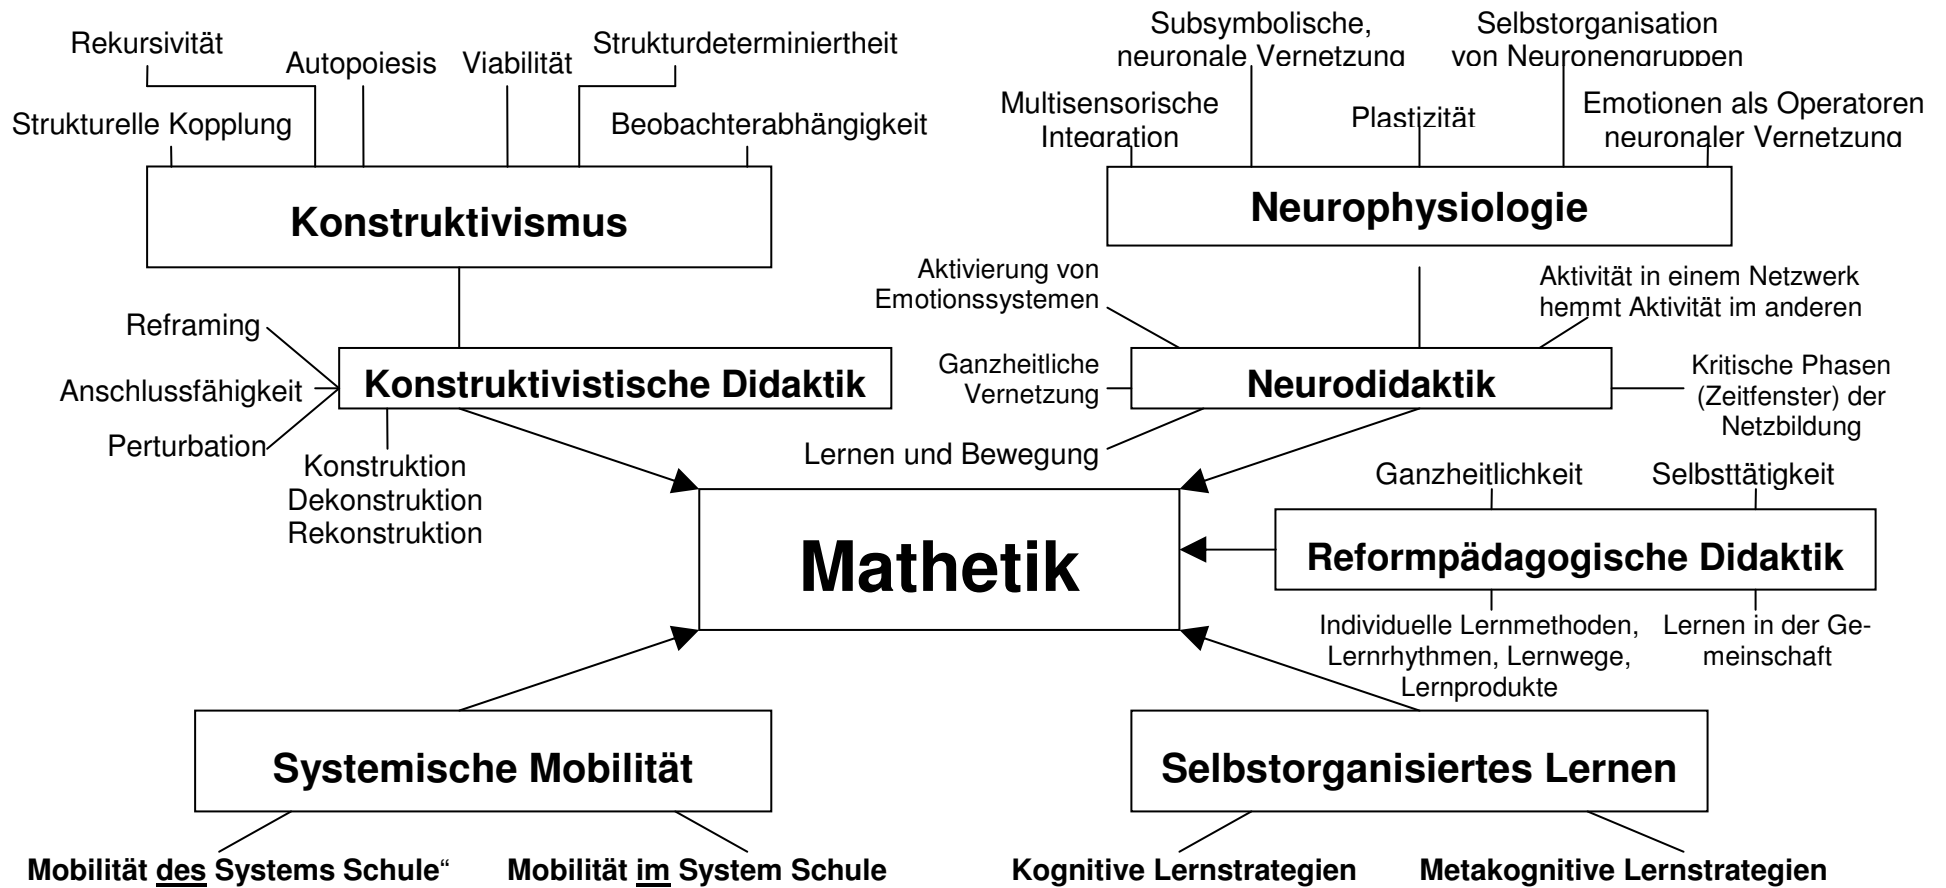 Rekursivität
Autopoiesis
Viabilität
Strukturdeterminiertheit
Strukturelle Kopplung
Beobachterabhängigkeit
Konstruktivismus
Subsymbolische,
neuronale Vernetzung
Selbstorganisation
von Neuronengruppen
Multisensorische
Integration
Plastizität
Emotionen als Operatoren
neuronaler Vernetzung
Neurophysiologie
Reframing
Anschlussfähigkeit
Perturbation
Konstruktivistische Didaktik
Konstruktion
Dekonstruktion
Rekonstruktion
Aktivierung von
Emotionssystemen
Aktivität in einem Netzwerk
hemmt Aktivität im anderen
Ganzheitliche
Vernetzung
Neurodidaktik
Kritische Phasen
(Zeitfenster) der
Netzbildung
Lernen und Bewegung
Mathetik
Ganzheitlichkeit
Selbsttätigkeit
Reformpädagogische Didaktik
Individuelle Lernmethoden,
Lernrhythmen, Lernwege,
Lernprodukte
Lernen in der Ge-
meinschaft
Systemische Mobilität
Mobilität des Systems Schule“
Mobilität im System Schule
Selbstorganisiertes Lernen
Kognitive Lernstrategien
Metakognitive Lernstrategien